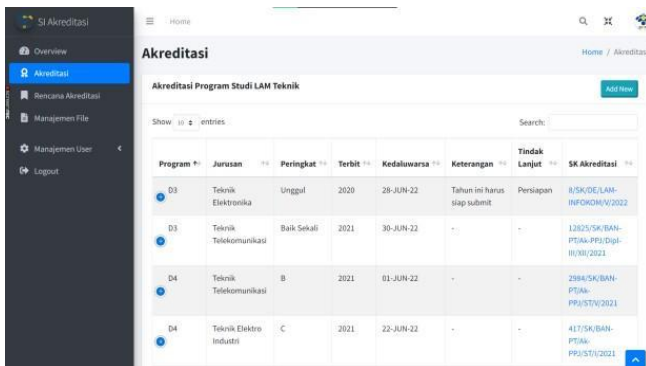 SI Akreditasi
Home
Overview
Akreditasi
Rencana Akreditasi
Manajemen File
Manajemen User
Logout
Akreditasi
Home / Akreditas
Akreditasi Program Studi LAM Teknik
Add New
Show 10 entries
Search:
Program Jurusan Peringkat Terbit Kedaluwarsa Keterangan Tindak Lanjut SK Akreditasi
D3 Teknik Elektronika Unggul 2020 28-JUN-22 Tahun ini harus siap submit Persiapan 8/SK/DE/LAM-INFOKOM/V/2022
D3 Teknik Telekomunikasi Baik Sekali 2021 30-JUN-22 - - 12825/SK/BAN-PT/Ak-PPJ/Dipl-III/XII/2021
D4 Teknik Telekomunikasi B 2021 01-JUN-22 - - 2984/SK/BAN-PT/Ak-PPJ/ST/V/2021
D4 Teknik Elektro Industri C 2021 22-JUN-22 - - 417/SK/BAN-PT/Ak-PPJ/ST/I/2021